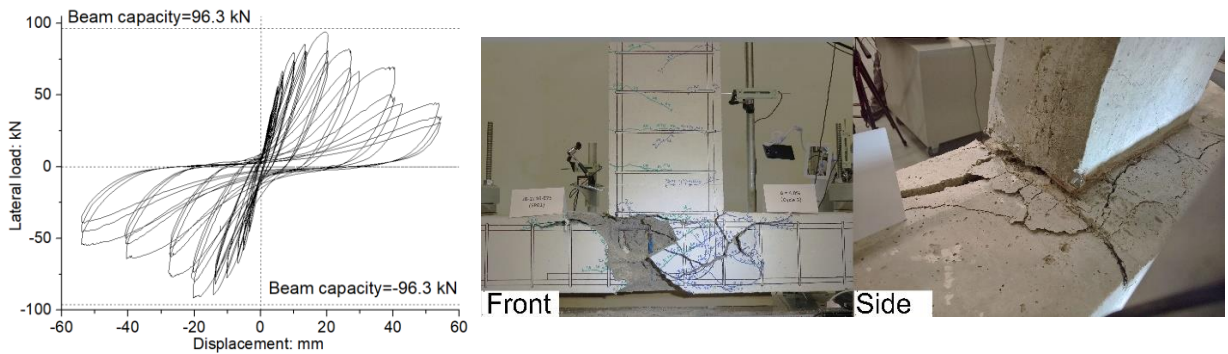 Beam capacity=96.3 kN
100
50
0
-50
-100
Lateral load: kN
Beam capacity=-96.3 kN
-60
-40
-20
0
20
40
60
Displacement: mm
Front
Side